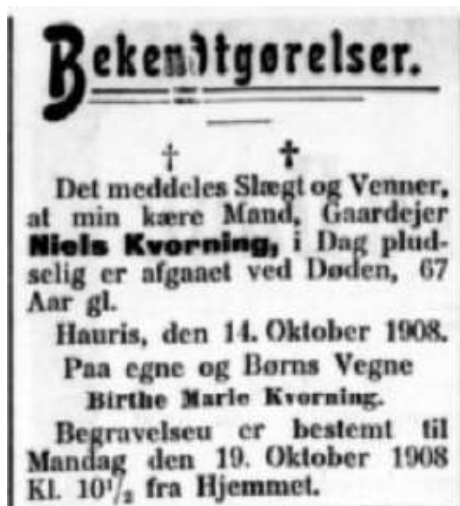 Bekendtgørelser.
† †
Det meddeles Slægt og Venner,
at min kære Mand, Gaardejer
Niels Kvorning, i Dag plud-
selig er afgaaet ved Døden, 67
Aar gl.
Hauris, den 14. Oktober 1908.
Paa egne og Børns Vegne
Birthe Marie Kvorning.
Begravelseu er bestemt til
Mandag den 19. Oktober 1908
Kl. 10¹/₂ fra Hjemmet.